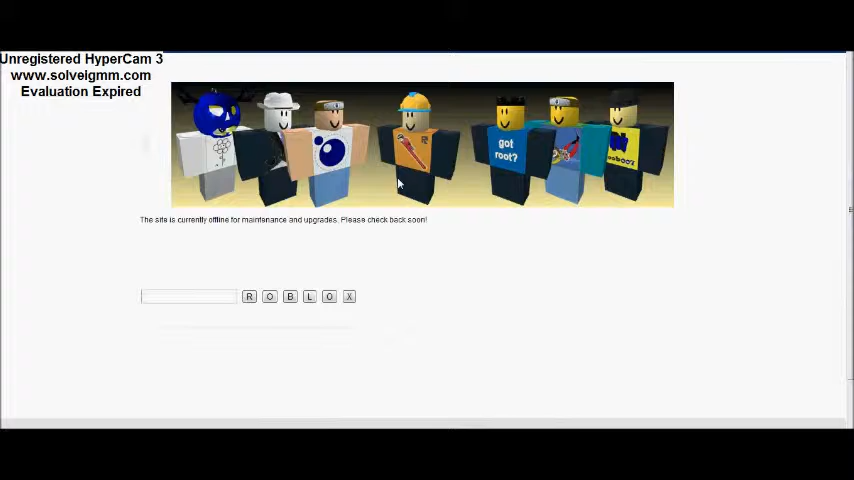 Unregistered HyperCam 3
www.solveigmm.com
Evaluation Expired
got
root?
The site is currently offline for maintenance and upgrades. Please check back soon!
R O B L O X